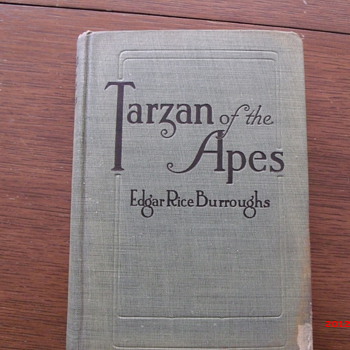 Tarzan of the
Apes
Edgar Rice Burroughs